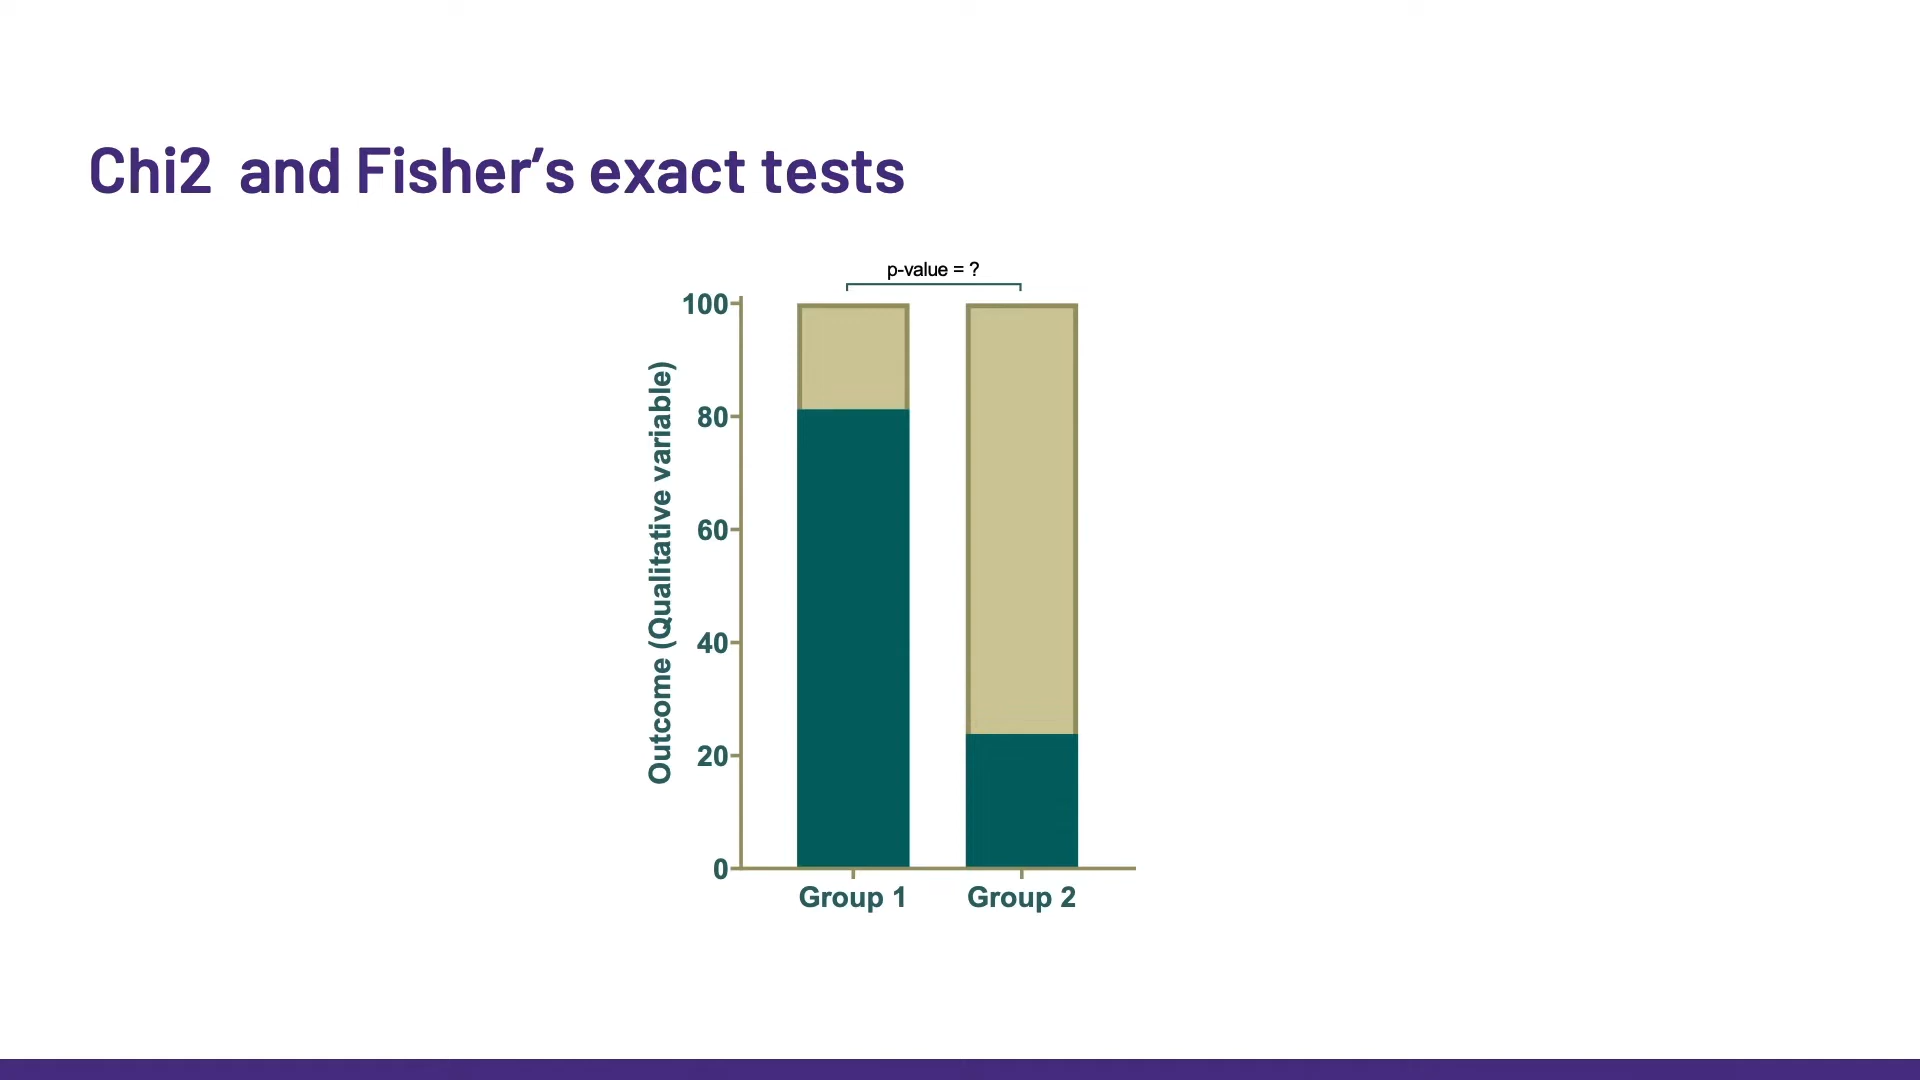 Chi2 and Fisher’s exact tests
p-value = ?
Outcome (Qualitative variable)
100
80
60
40
20
0
Group 1
Group 2